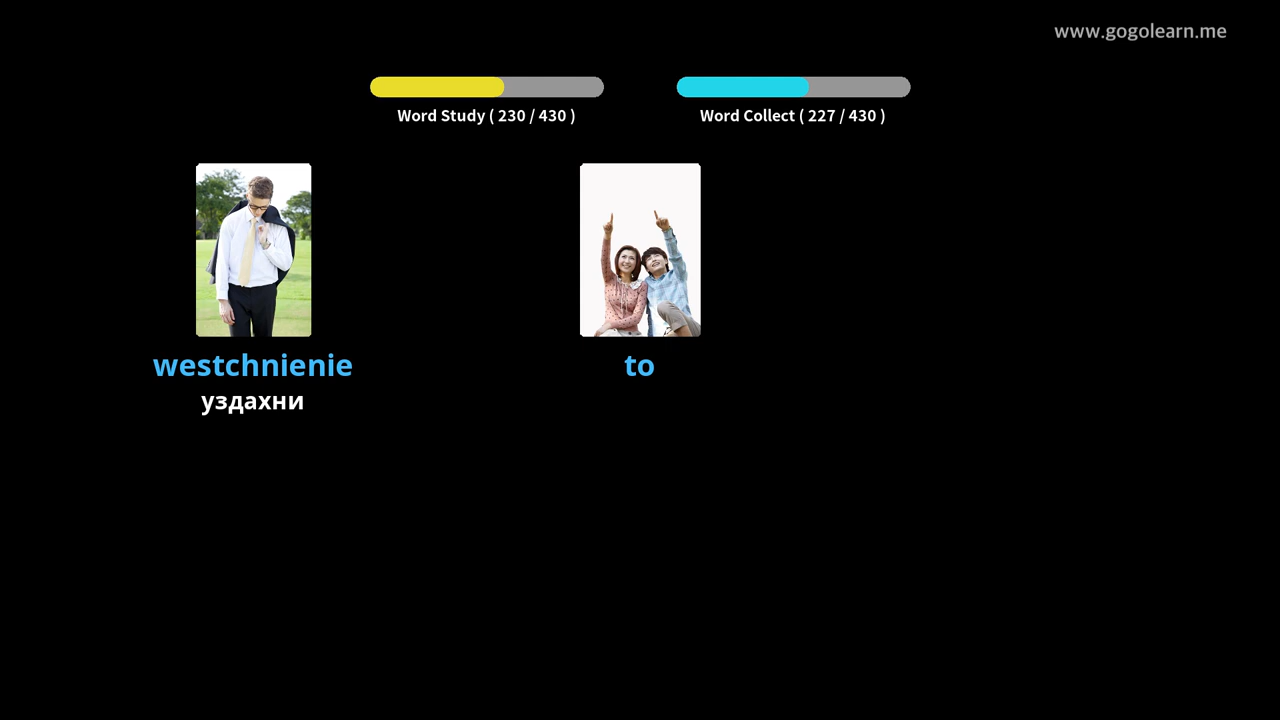 www.gogolearn.me
Word Study ( 230 / 430 )
Word Collect ( 227 / 430 )
westchnienie
уздахни
to